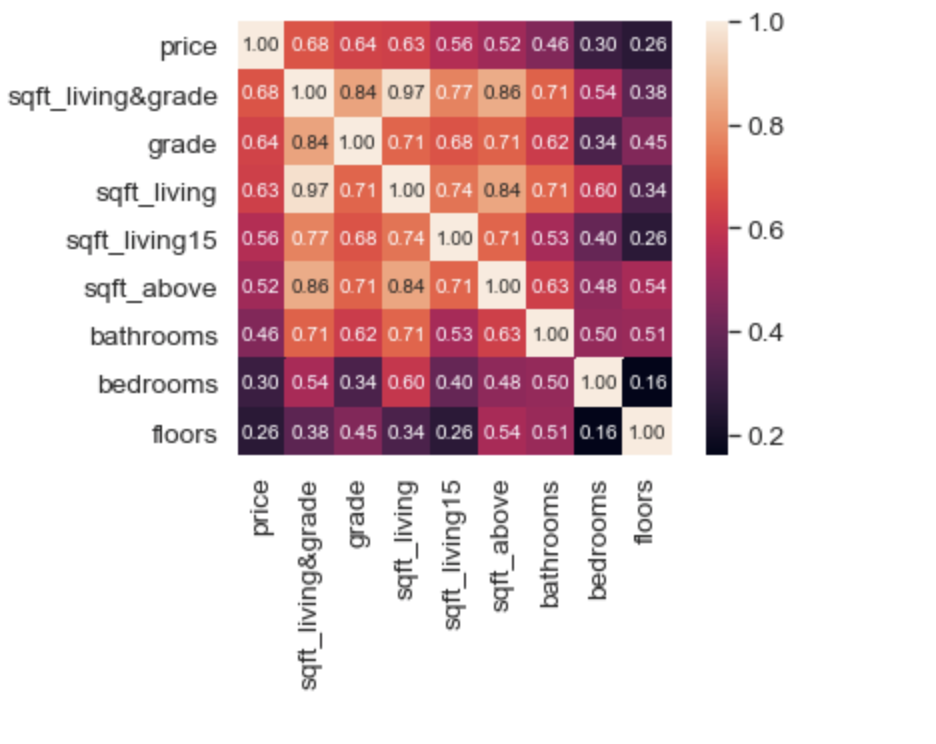 price 1.00 0.68 0.64 0.63 0.56 0.52 0.46 0.30 0.26
sqft_living&grade 0.68 1.00 0.84 0.97 0.77 0.86 0.71 0.54 0.38
grade 0.64 0.84 1.00 0.71 0.68 0.71 0.62 0.34 0.45
sqft_living 0.63 0.97 0.71 1.00 0.74 0.84 0.71 0.60 0.34
sqft_living15 0.56 0.77 0.68 0.74 1.00 0.71 0.53 0.40 0.26
sqft_above 0.52 0.86 0.71 0.84 0.71 1.00 0.63 0.48 0.54
bathrooms 0.46 0.71 0.62 0.71 0.53 0.63 1.00 0.50 0.51
bedrooms 0.30 0.54 0.34 0.60 0.40 0.48 0.50 1.00 0.16
floors 0.26 0.38 0.45 0.34 0.26 0.54 0.51 0.16 1.00
price
sqft_living&grade
grade
sqft_living
sqft_living15
sqft_above
bathrooms
bedrooms
floors
1.0
0.8
0.6
0.4
0.2